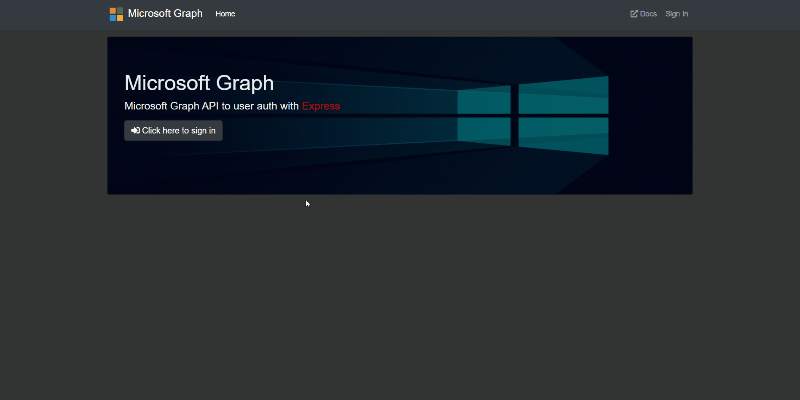 Microsoft Graph
Home
Docs
Sign In
Microsoft Graph
Microsoft Graph API to user auth with Express
Click here to sign in